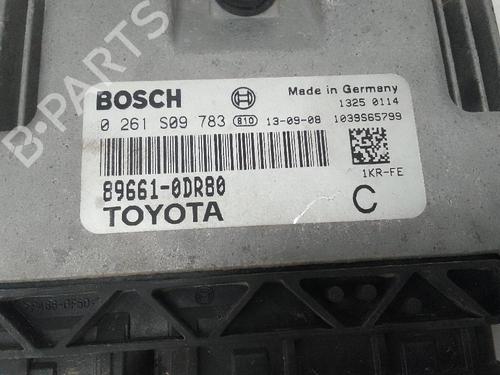 BOSCH
Made in Germany
1325 0114
0 261 S09 783 810 13-09-08 1039S65799
89661-0DR80
1KR-FE
TOYOTA
C
B-PARTS